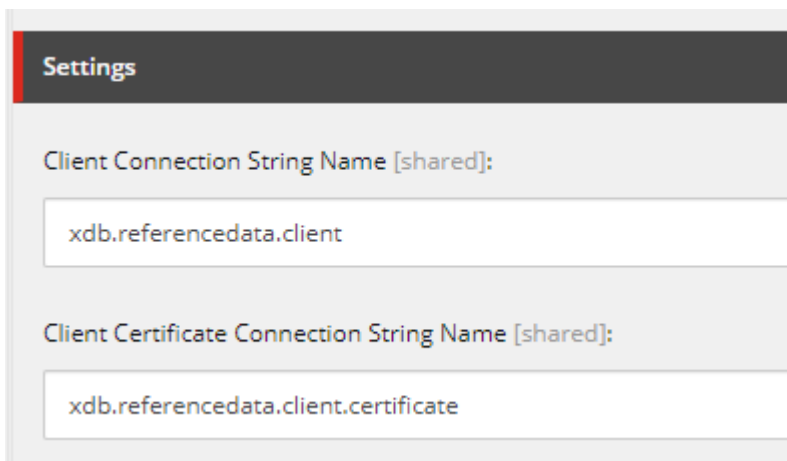 Settings
Client Connection String Name [shared]:
xdb.referencedata.client
Client Certificate Connection String Name [shared]:
xdb.referencedata.client.certificate